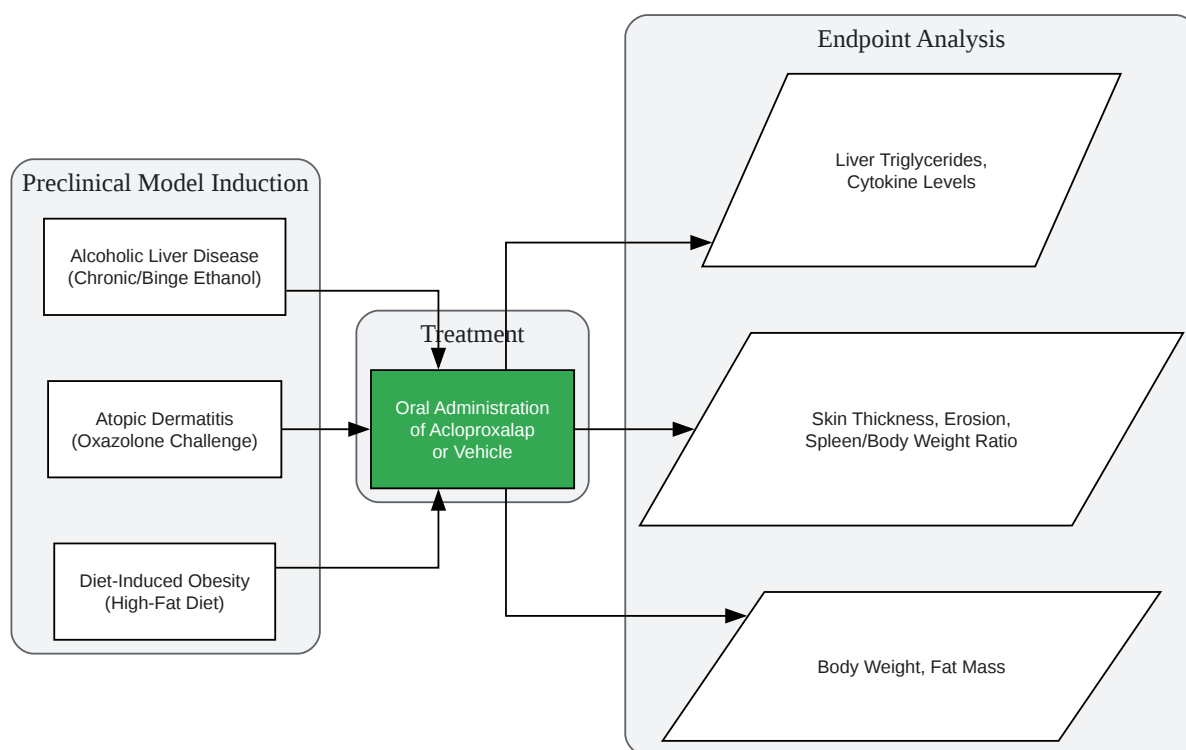 Preclinical Model Induction
Alcoholic Liver Disease
(Chronic/Binge Ethanol)
Atopic Dermatitis
(Oxazolone Challenge)
Diet-Induced Obesity
(High-Fat Diet)
Treatment
Oral Administration
of Acloproxalap
or Vehicle
Endpoint Analysis
Liver Triglycerides,
Cytokine Levels
Skin Thickness, Erosion,
Spleen/Body Weight Ratio
Body Weight, Fat Mass